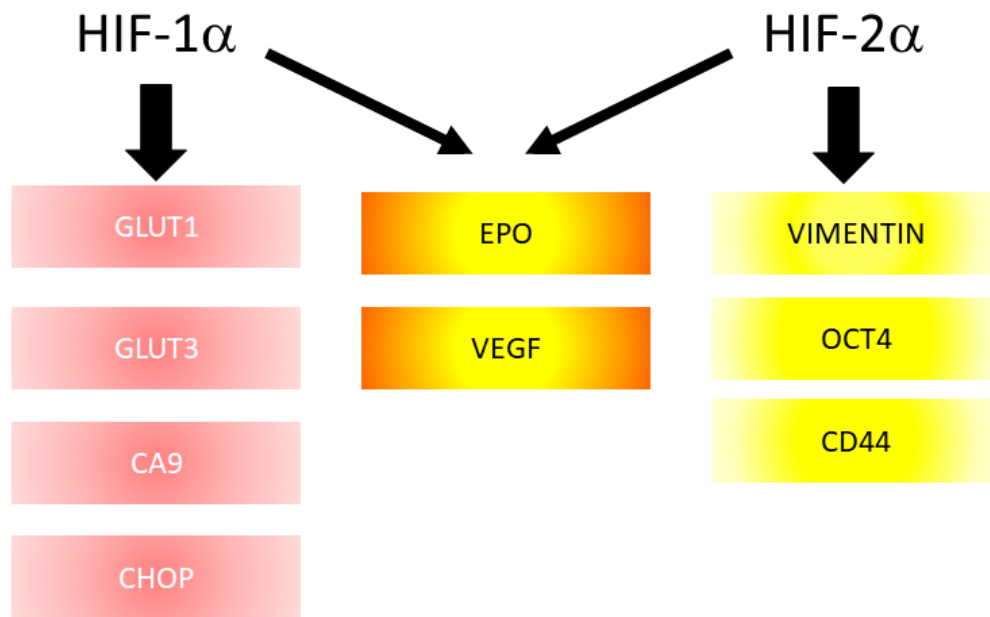 HIF-1α
HIF-2α
GLUT1
GLUT3
CA9
CHOP
EPO
VEGF
VIMENTIN
OCT4
CD44